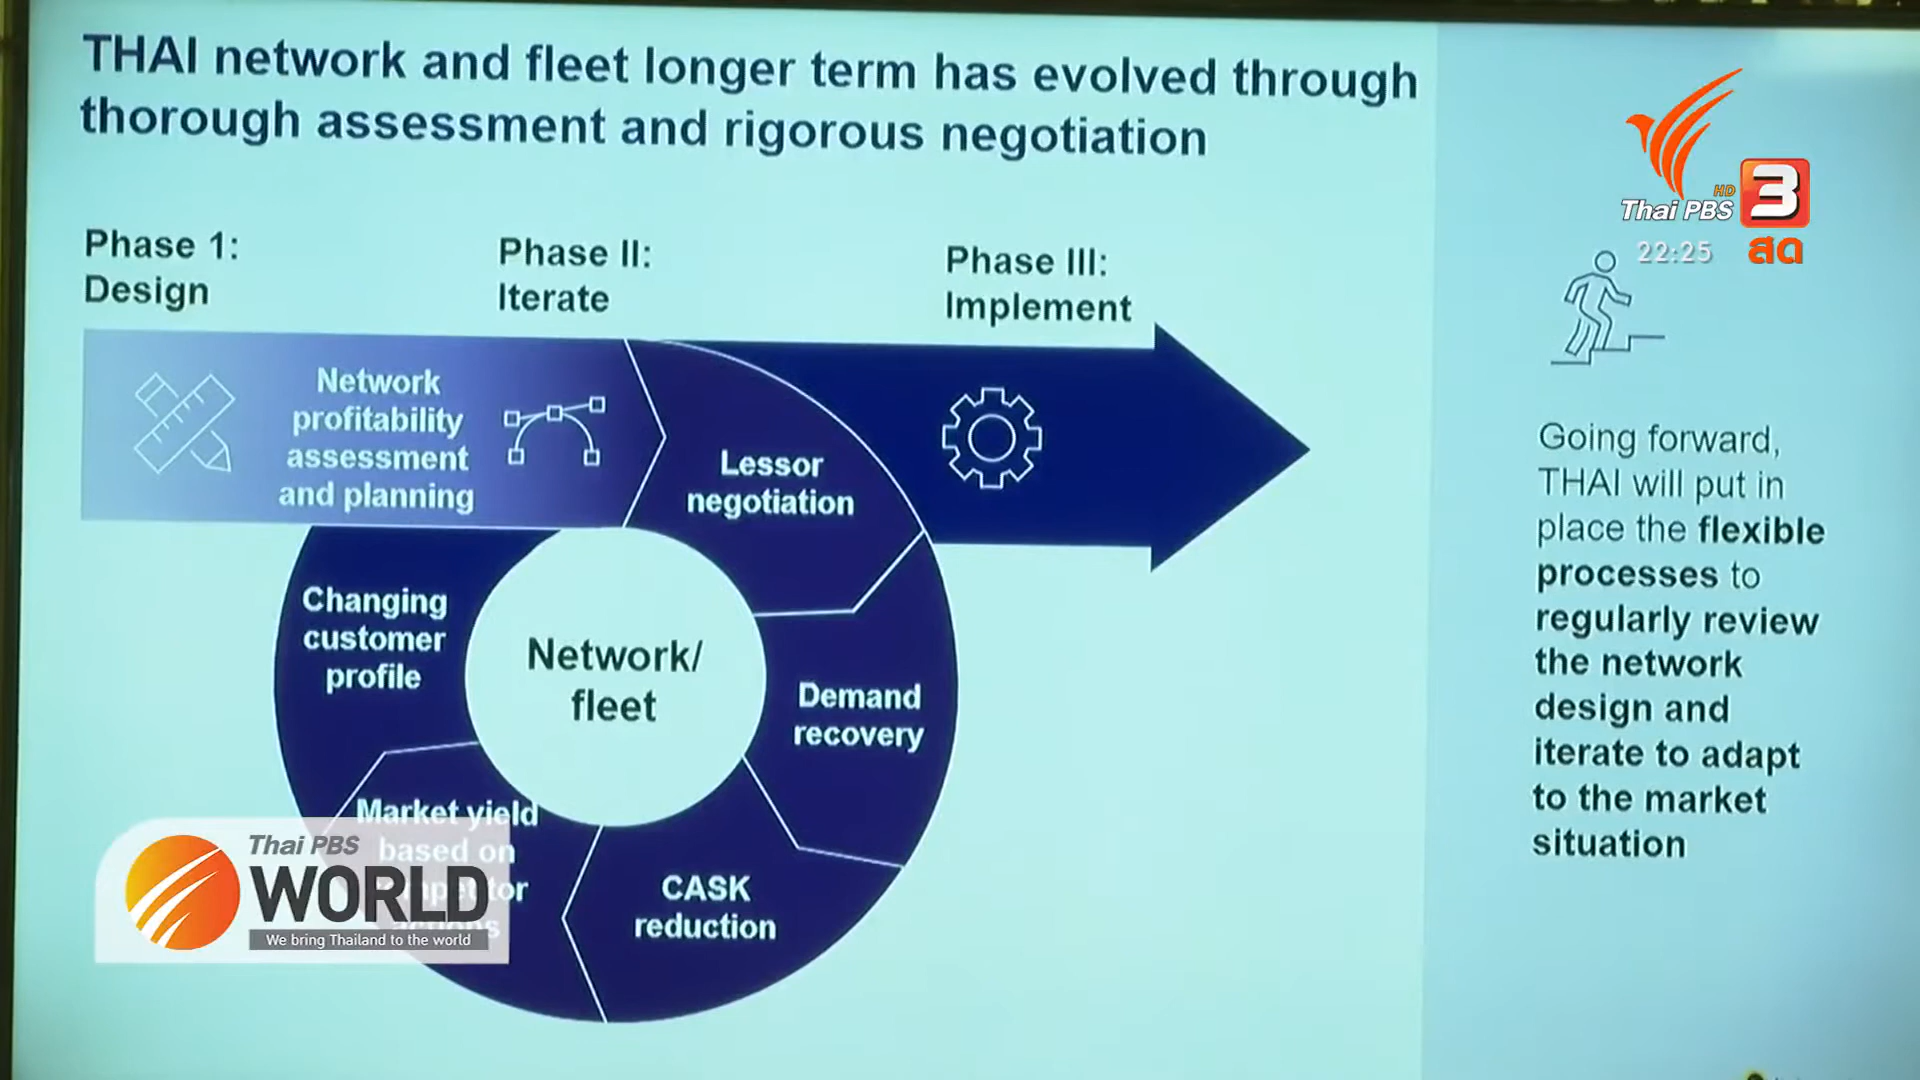 THAI network and fleet longer term has evolved through
thorough assessment and rigorous negotiation
Thai PBS
HD
3
22:25
สด
Phase 1:
Design
Phase II:
Iterate
Phase III:
Implement
Network
profitability
assessment
and planning
Lessor
negotiation
Changing
customer
profile
Network/
fleet
Demand
recovery
Market yield
based on
CASK
reduction
Going forward,
THAI will put in
place the flexible
processes to
regularly review
the network
design and
iterate to adapt
to the market
situation
Thai PBS
WORLD
We bring Thailand to the world